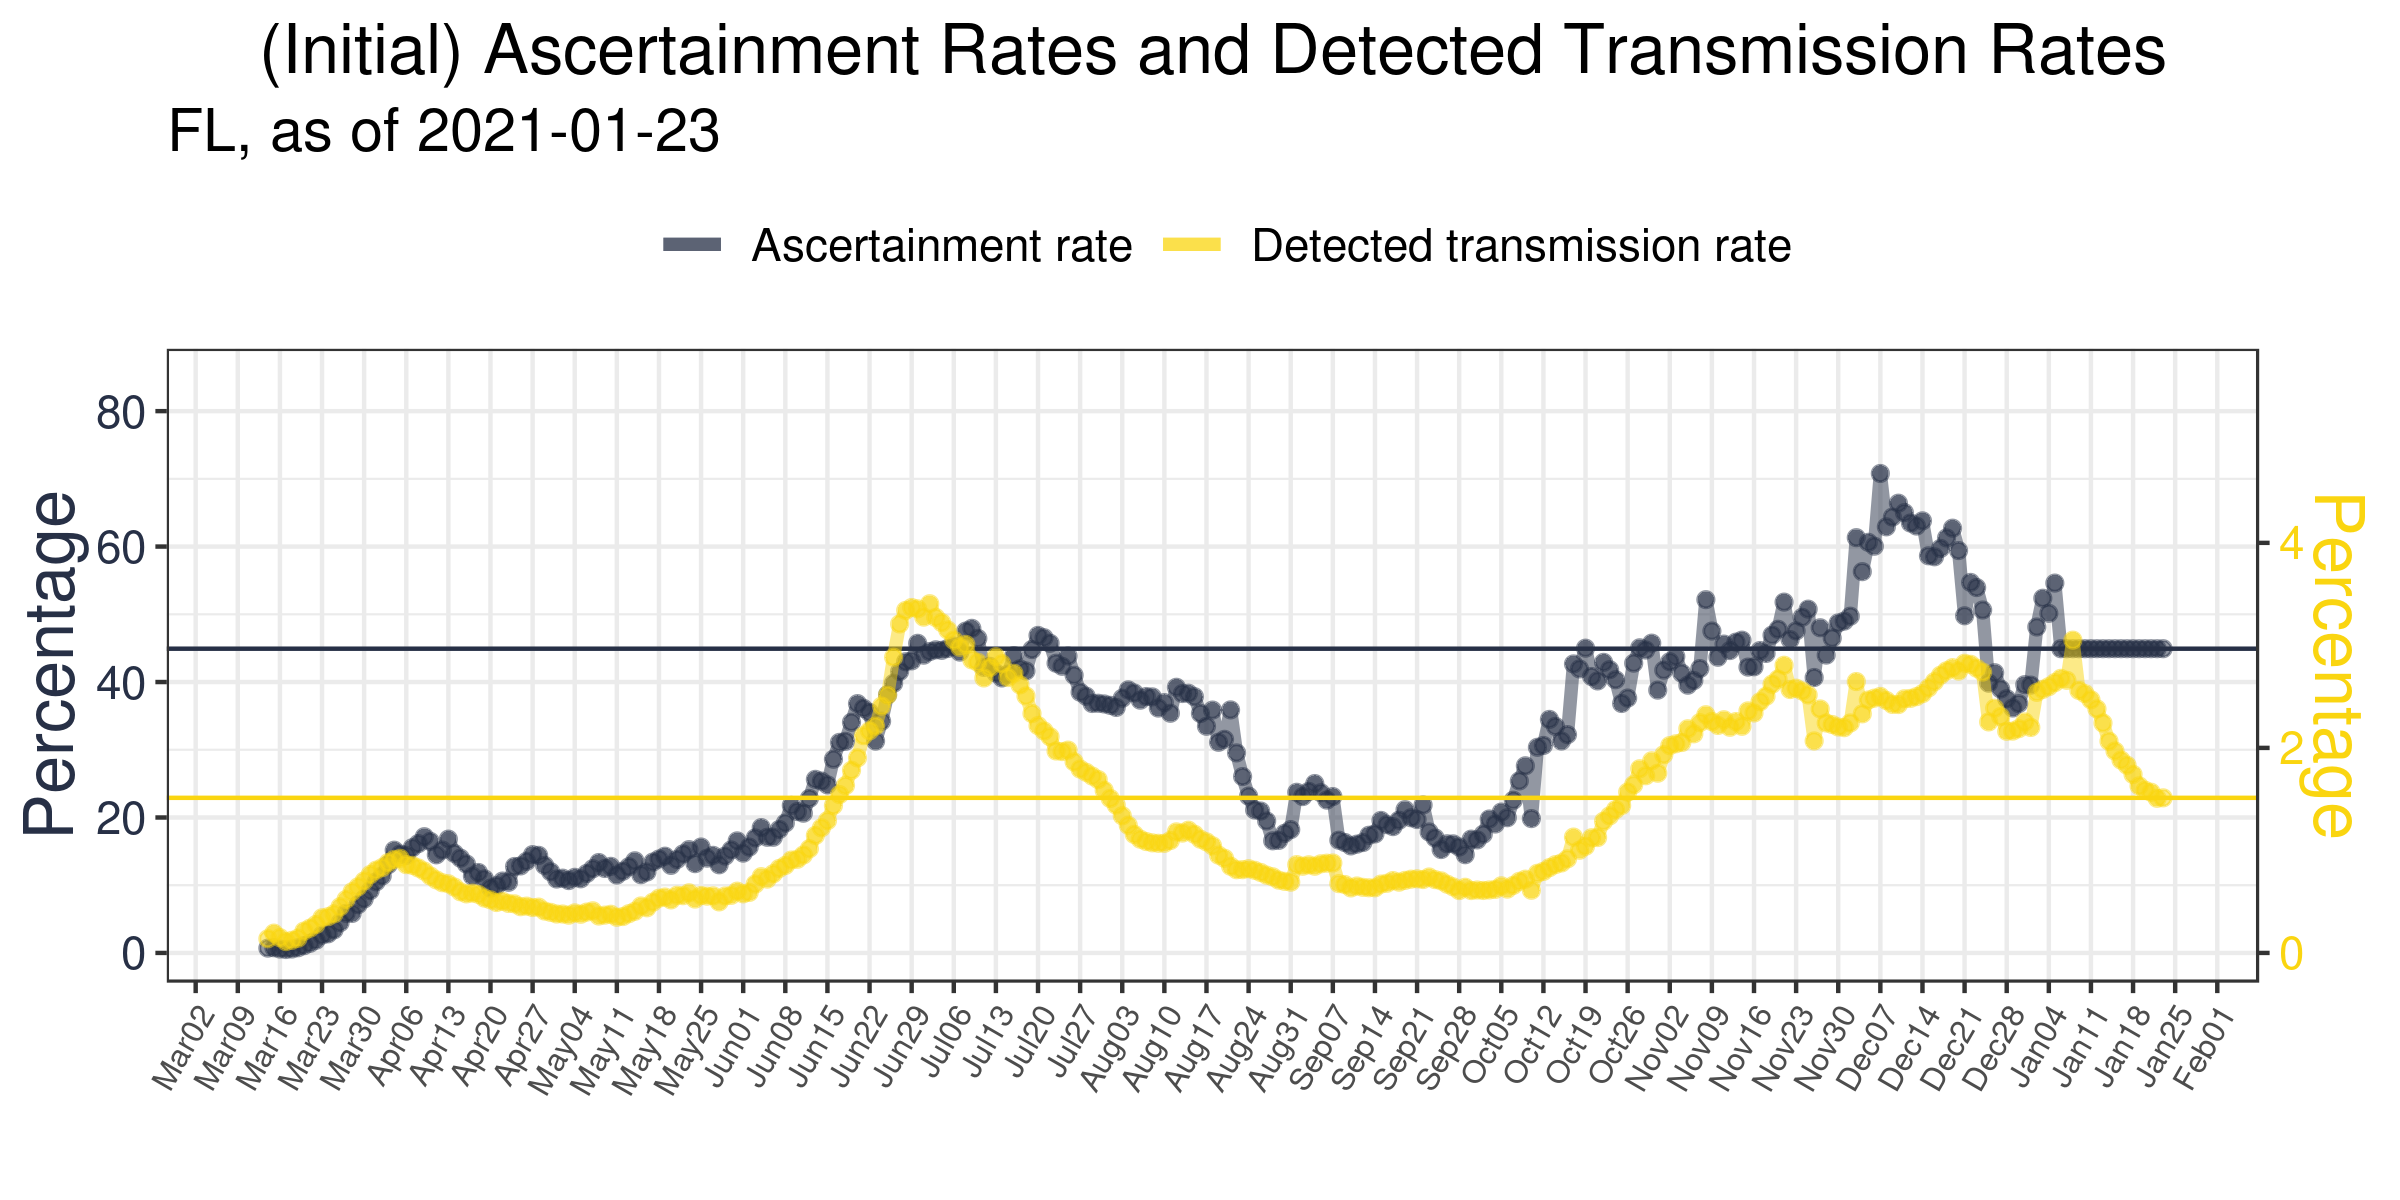 (Initial) Ascertainment Rates and Detected Transmission Rates
FL, as of 2021-01-23
Ascertainment rate
Detected transmission rate
Percentage
80
60
40
20
0
4
2
0
Percentage
Mar02
Mar09
Mar16
Mar23
Mar30
Apr06
Apr13
Apr20
Apr27
May04
May11
May18
May25
Jun01
Jun08
Jun15
Jun22
Jun29
Jul06
Jul13
Jul20
Jul27
Aug03
Aug10
Aug17
Aug24
Aug31
Sep07
Sep14
Sep21
Sep28
Oct05
Oct12
Oct19
Oct26
Nov02
Nov09
Nov16
Nov23
Nov30
Dec07
Dec14
Dec21
Dec28
Jan04
Jan11
Jan18
Jan25
Feb01